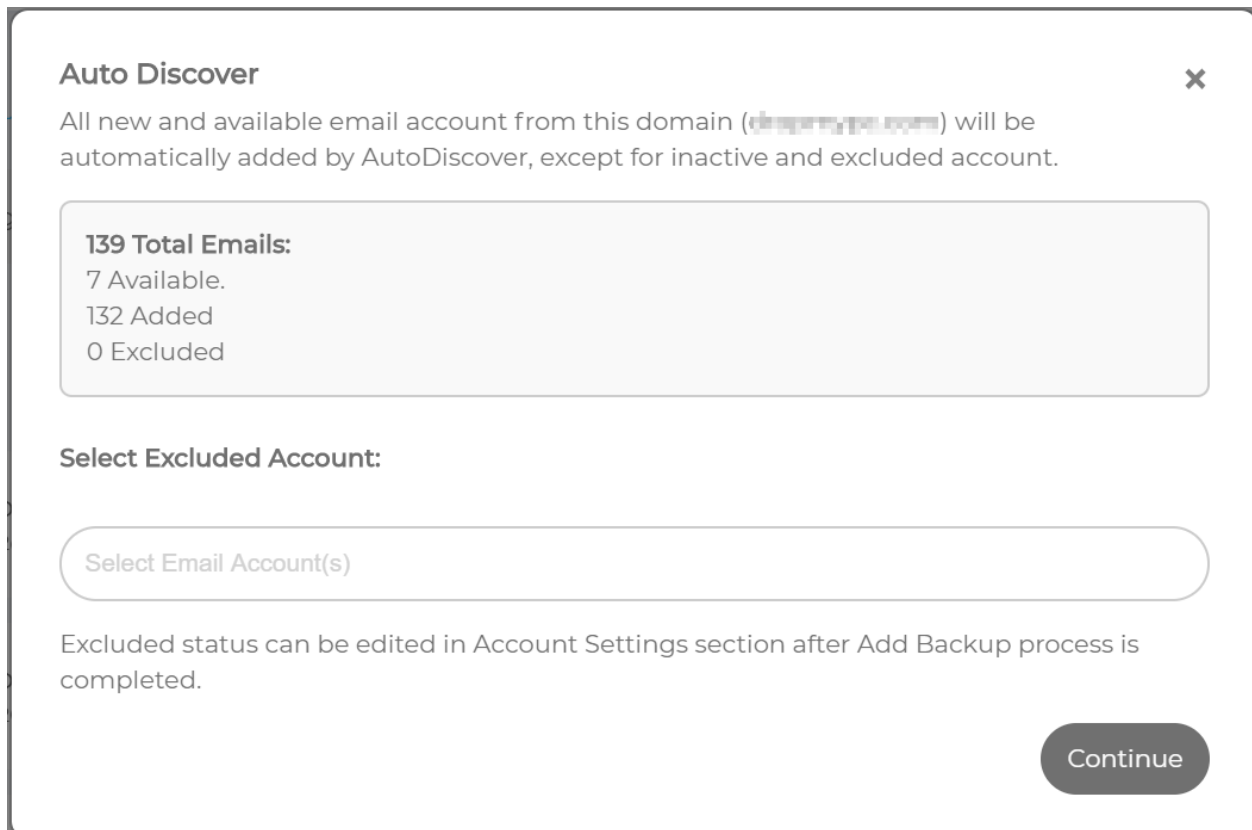 Auto Discover
All new and available email account from this domain () will be
automatically added by AutoDiscover, except for inactive and excluded account.
139 Total Emails:
7 Available.
132 Added
0 Excluded
Select Excluded Account:
Select Email Account(s)
Excluded status can be edited in Account Settings section after Add Backup process is
completed.
Continue